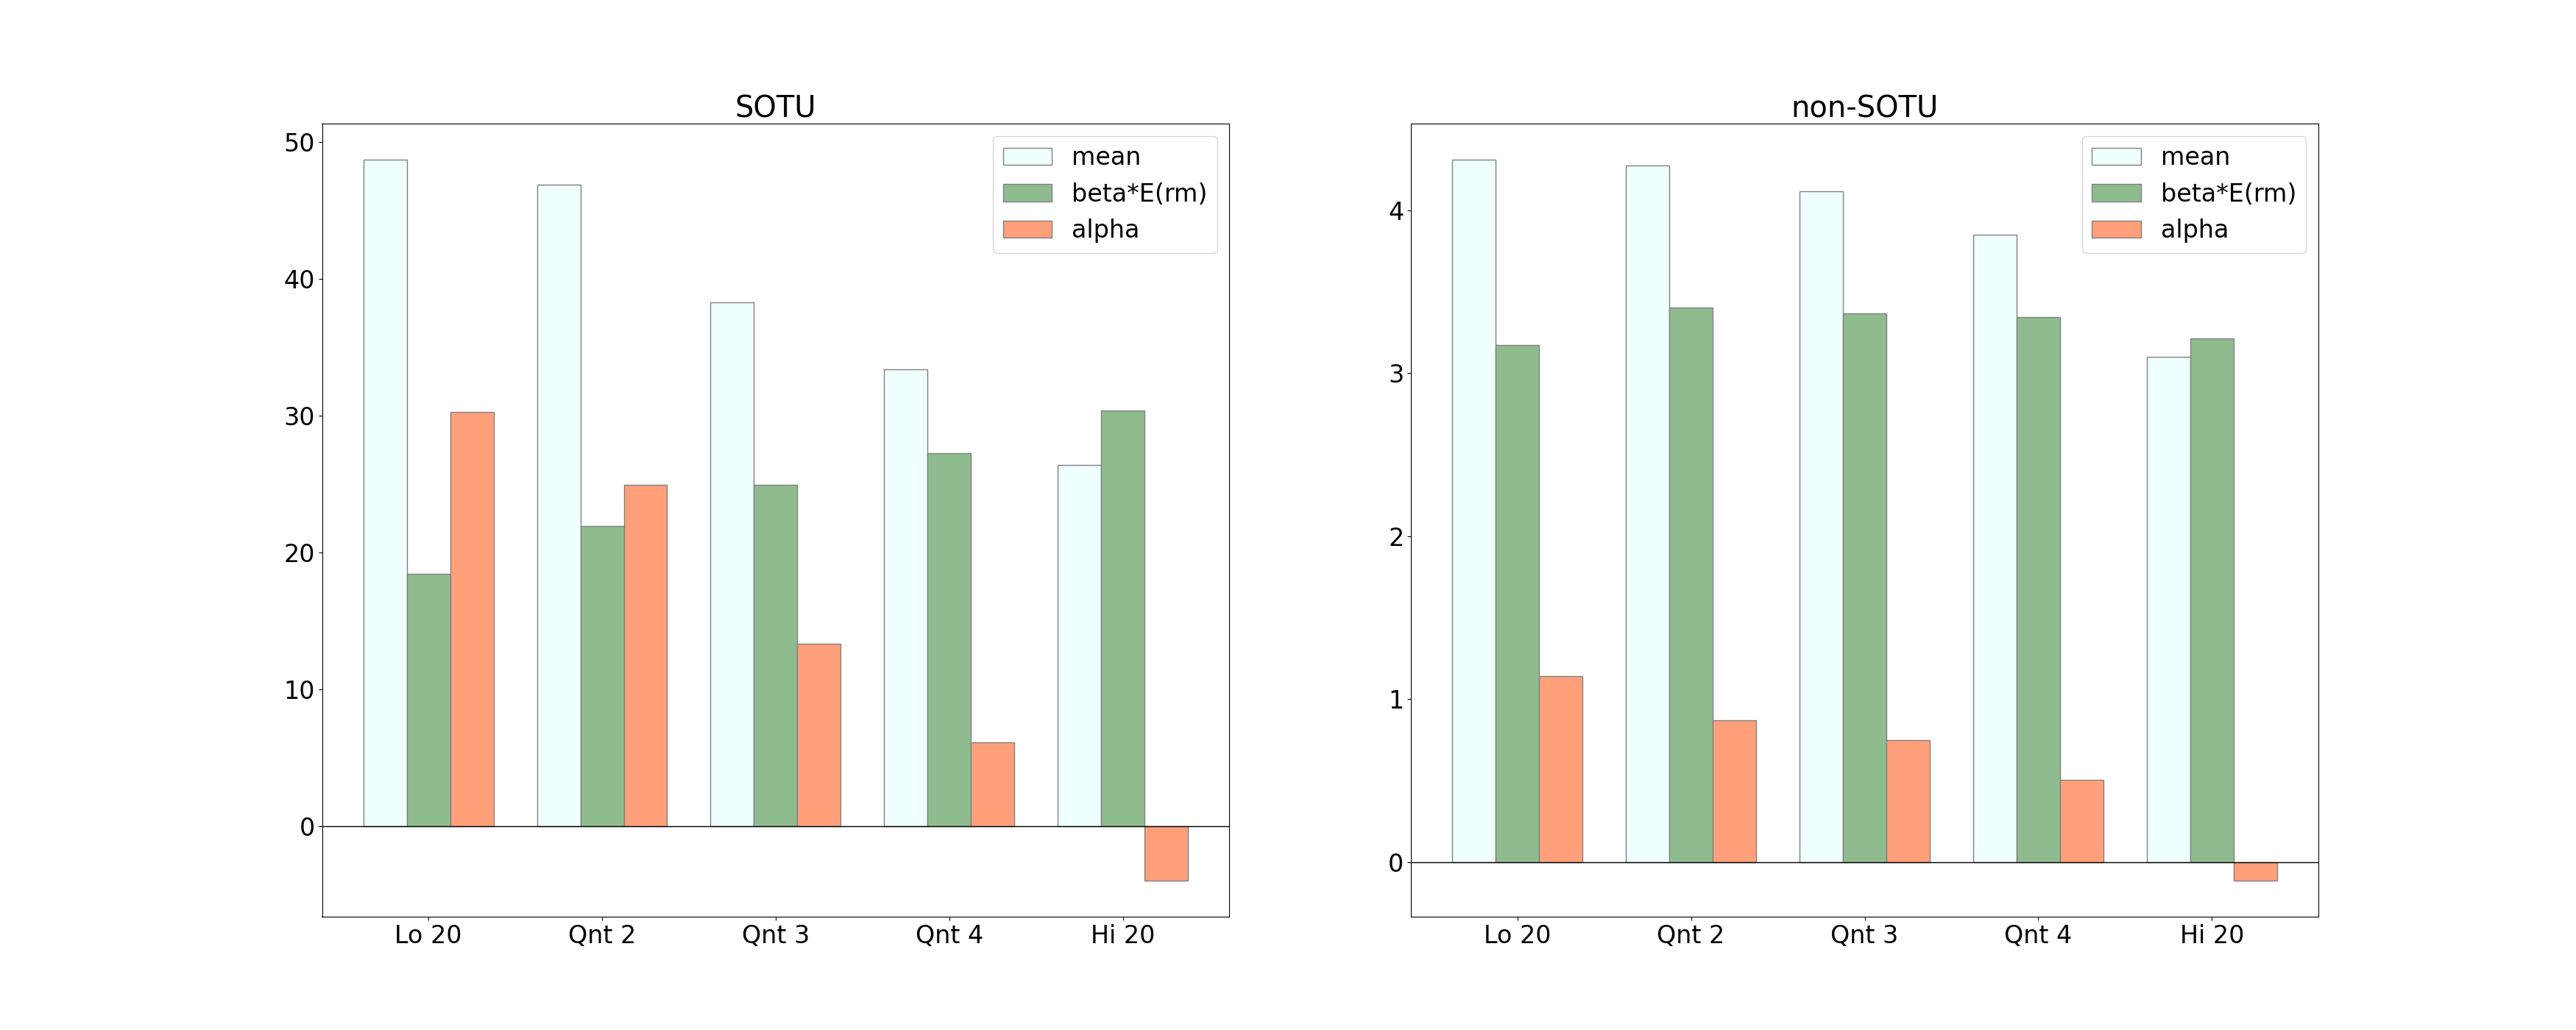 SOTU
50
40
30
20
10
0
mean
beta*E(rm)
alpha
Lo 20
Qnt 2
Qnt 3
Qnt 4
Hi 20
non-SOTU
4
3
2
1
0
mean
beta*E(rm)
alpha
Lo 20
Qnt 2
Qnt 3
Qnt 4
Hi 20